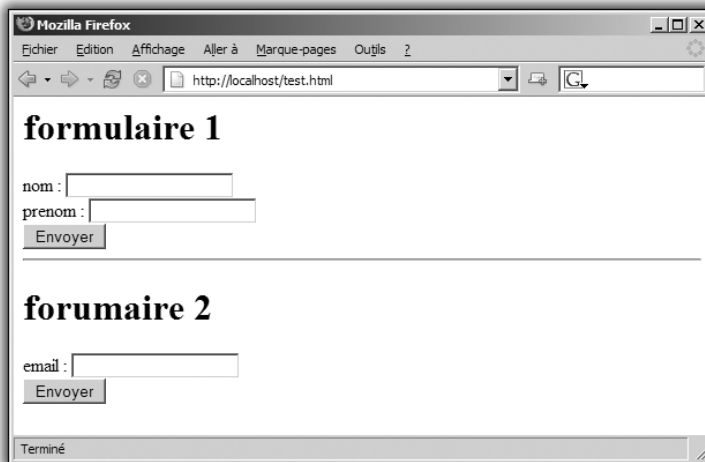 Mozilla Firefox
Fichier Edition Affichage Aller à Marque-pages Outils ?
http://localhost/test.html G
formulaire 1
nom :
prenom :
Envoyer
forumaire 2
email :
Envoyer
Terminé